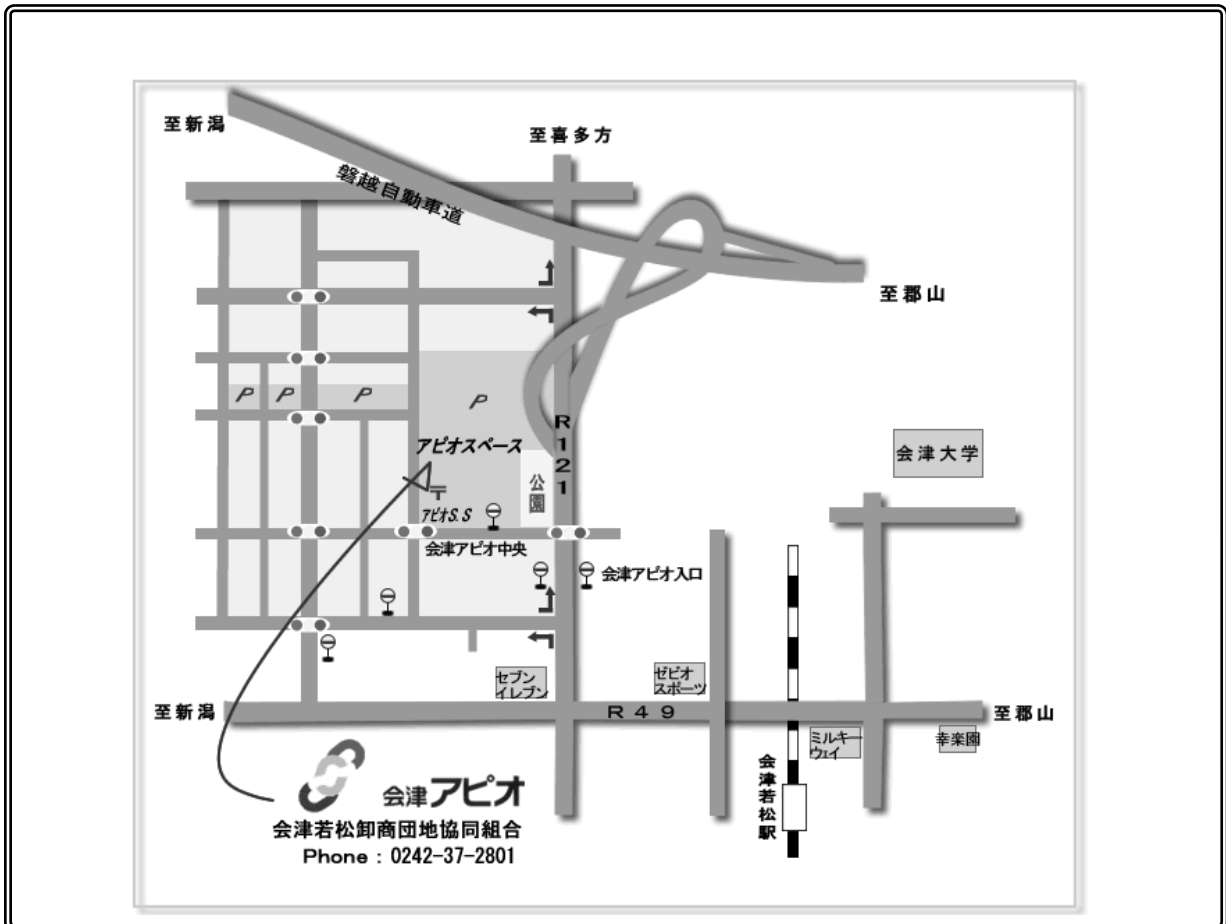 至新潟
至喜多方
磐越自動車道
至郡山
P
P
P
P
アピオスペース
R121
公園
会津大学
〒
アピオS.S
会津アピオ中央
会津アピオ入口
セブン
イレブン
ゼビオ
スポーツ
至新潟
R49
至郡山
ミルキー
ウェイ
幸楽園
会津若松駅
会津アピオ
会津若松卸商団地協同組合
Phone：0242-37-2801